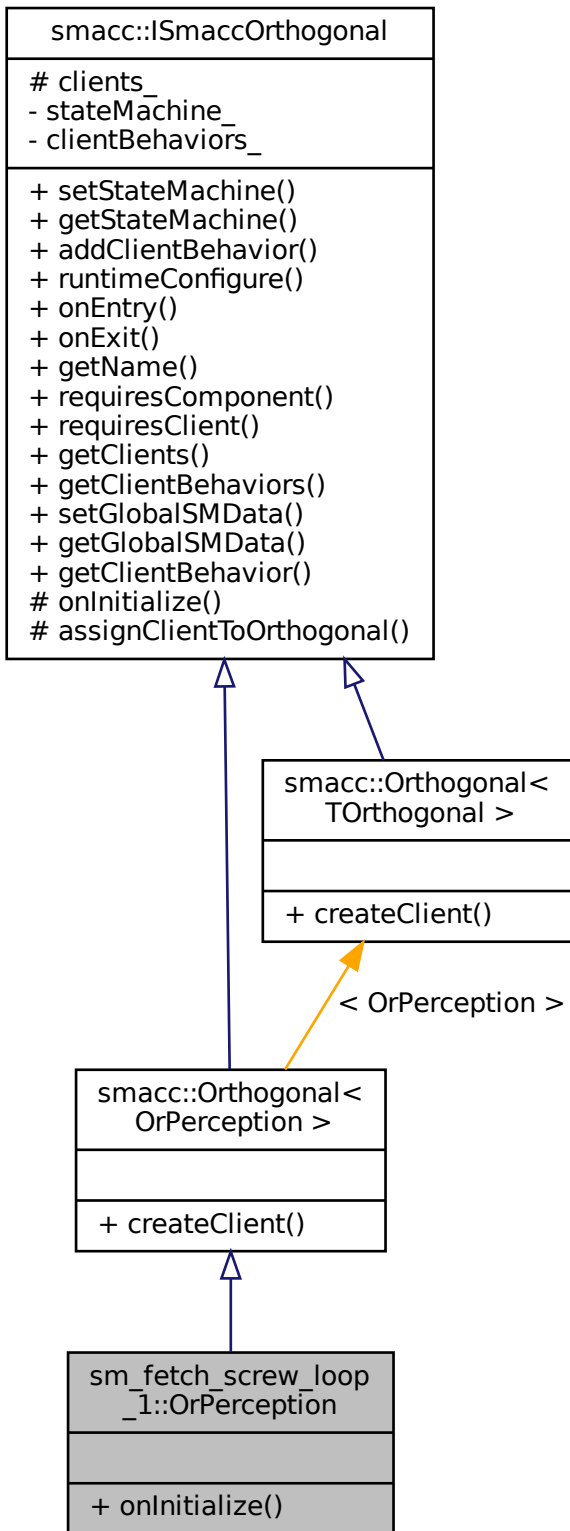 smacc::ISmaccOrthogonal
# clients_
- stateMachine_
- clientBehaviors_
+ setStateMachine()
+ getStateMachine()
+ addClientBehavior()
+ runtimeConfigure()
+ onEntry()
+ onExit()
+ getName()
+ requiresComponent()
+ requiresClient()
+ getClients()
+ getClientBehaviors()
+ setGlobalSMData()
+ getGlobalSMData()
+ getClientBehavior()
# onInitialize()
# assignClientToOrthogonal()
smacc::Orthogonal<
TOrthogonal >
+ createClient()
< OrPerception >
smacc::Orthogonal<
OrPerception >
+ createClient()
sm_fetch_screw_loop
_1::OrPerception
+ onInitialize()